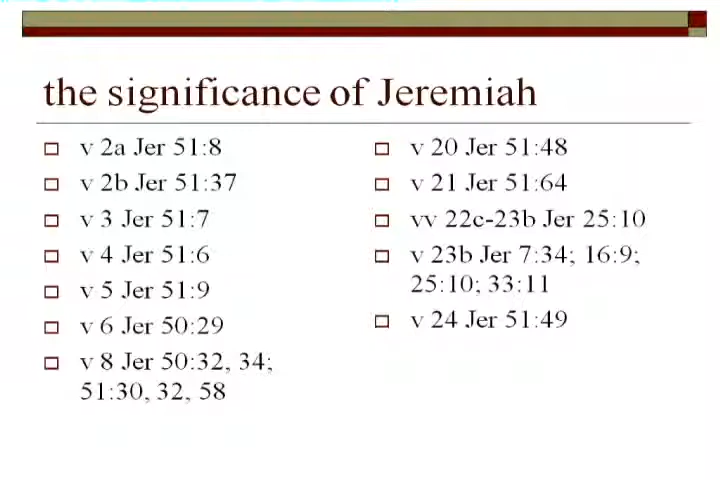 the significance of Jeremiah
v 2a Jer 51:8
v 2b Jer 51:37
v 3 Jer 51:7
v 4 Jer 51:6
v 5 Jer 51:9
v 6 Jer 50:29
v 8 Jer 50:32, 34;
51:30, 32, 58
v 20 Jer 51:48
v 21 Jer 51:64
vv 22c-23b Jer 25:10
v 23b Jer 7:34; 16:9;
25:10; 33:11
v 24 Jer 51:49